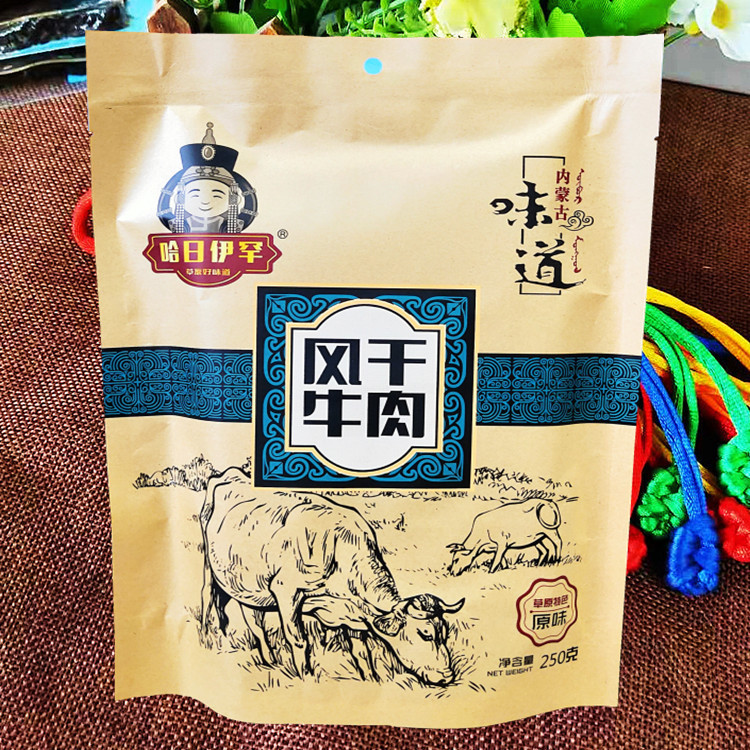 哈日伊罕®
草原好味道
内蒙古
味道
风干
牛肉
草原特色
原味
净含量 250克
NET WEIGHT